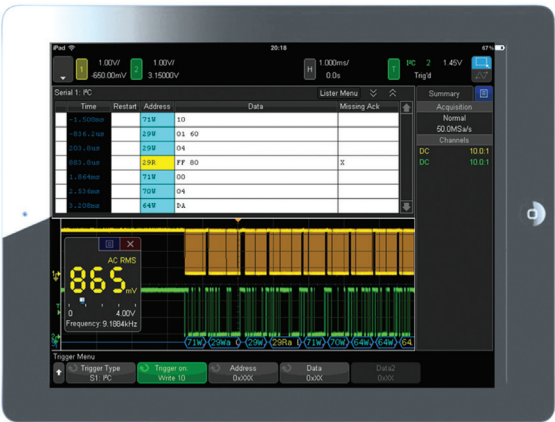 iPad 20:18 67%
1 1.00V/ 2 1.00V/ H 1.000ms/ T I²C 2 1.45V
-650.00mV 3.15000V 0.0s Trig'd
Serial 1: I²C Lister Menu Summary
Time Restart Address Data Missing Ack
-1.508ms 71W 10
-836.2us 29W 01 60
203.8us 29W 04
883.8us 29R FF 80 X
1.864ms 71W 00
2.536ms 70W 04
3.208ms 64W DA
Acquisition
Normal
50.0MSa/s
Channels
DC 10.0:1
DC 10.0:1
AC RMS
865 mV
0 4.00V
Frequency: 9.1884kHz
71W 29Wa 29W 29Ra 71W 70W 64W 64W 64
Trigger Menu
Trigger Type Trigger on: Address Data Data2
S1: I²C Write 10 0xXX 0xXX 0xXX